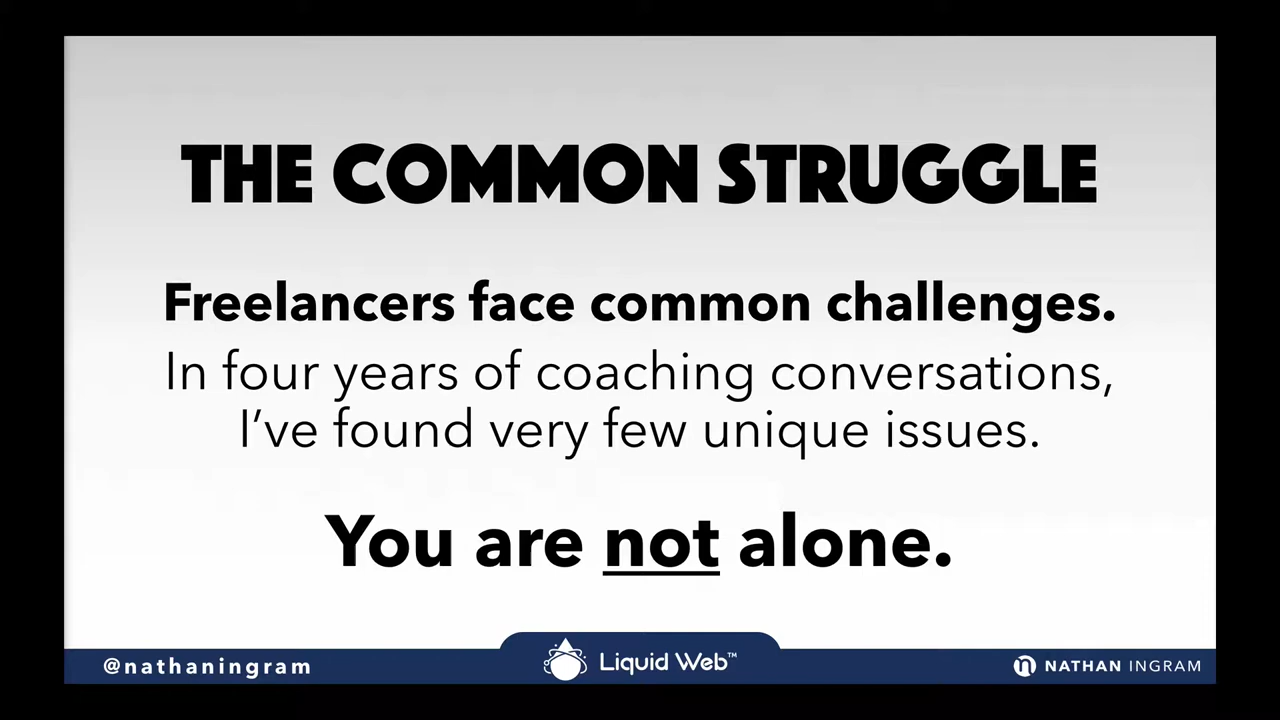 THE COMMON STRUGGLE
Freelancers face common challenges.
In four years of coaching conversations,
I’ve found very few unique issues.
You are not alone.
@nathaningram
Liquid Web™
n NATHAN INGRAM